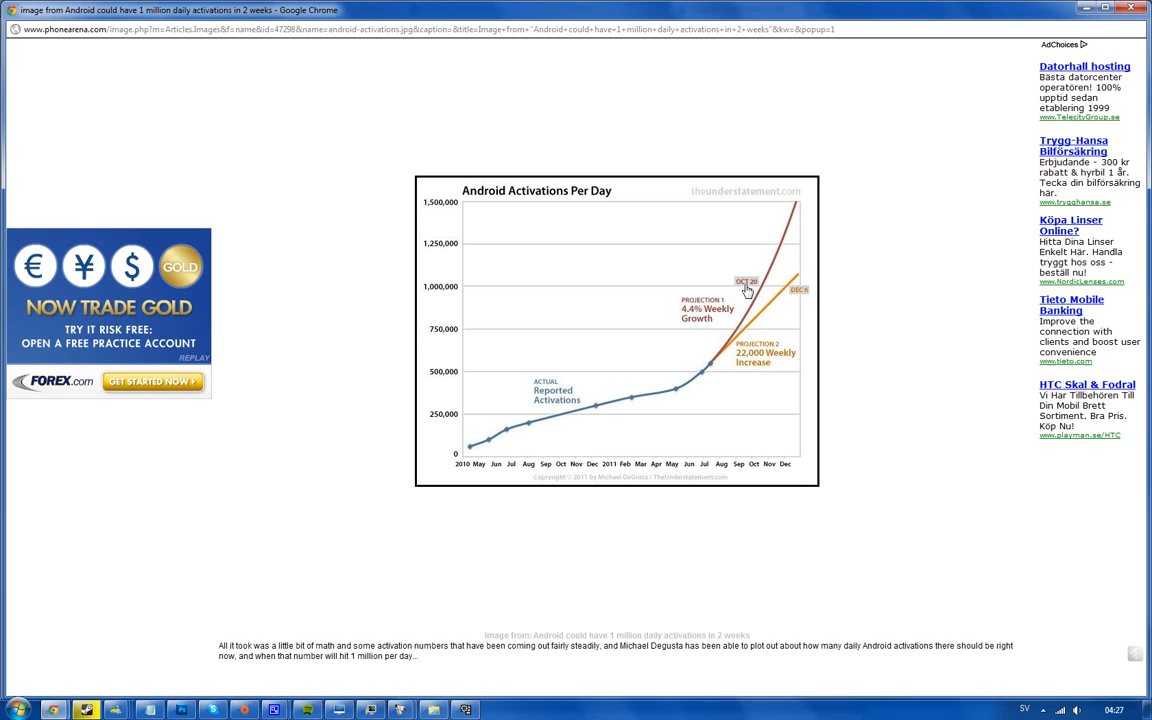 image from Android could have 1 million daily activations in 2 weeks - Google Chrome
www.phonearena.com/image.php?m=Articles.Images&f=name&id=47298&name=android-activations.jpg&caption=&title=Image+from+"Android+could+have+1+million+daily+activations+in+2+weeks"&kw=&popup=1
AdChoices
Datorhall hosting
Bästa datorcenter
operatören! 100%
upptid sedan
etablering 1999
www.TelecityGroup.se
Trygg-Hansa
Bilförsäkring
Erbjudande - 300 kr
rabatt & hyrbil 1 år.
Tecka din bilförsäkring
här.
www.trygghansa.se
Köpa Linser
Online?
Hitta Dina Linser
Enkelt Här. Handla
tryggt hos oss -
beställ nu!
www.NordicLenses.com
Tieto Mobile
Banking
Improve the
connection with
clients and boost user
convenience
www.tieto.com
HTC Skal & Fodral
Vi Har Tillbehören Till
Din Mobil Brett
Sortiment. Bra Pris.
Köp Nu!
www.playman.se/HTC
€ ¥ $ GOLD
NOW TRADE GOLD
TRY IT RISK FREE:
OPEN A FREE PRACTICE ACCOUNT
REPLAY
FOREX.com GET STARTED NOW
Android Activations Per Day
theunderstatement.com
1,500,000
1,250,000
1,000,000
750,000
500,000
250,000
0
OCT 20
DEC 6
PROJECTION 1
4.4% Weekly
Growth
PROJECTION 2
22,000 Weekly
Increase
ACTUAL
Reported
Activations
2010 May Jun Jul Aug Sep Oct Nov Dec 2011 Feb Mar Apr May Jun Jul Aug Sep Oct Nov Dec
Copyright © 2011 by Michael DeGusta / TheUnderstatement.com
Image from: Android could have 1 million daily activations in 2 weeks
All it took was a little bit of math and some activation numbers that have been coming out fairly steadily, and Michael Degusta has been able to plot out about how many daily Android activations there should be right
now, and when that number will hit 1 million per day...
SV
04:27